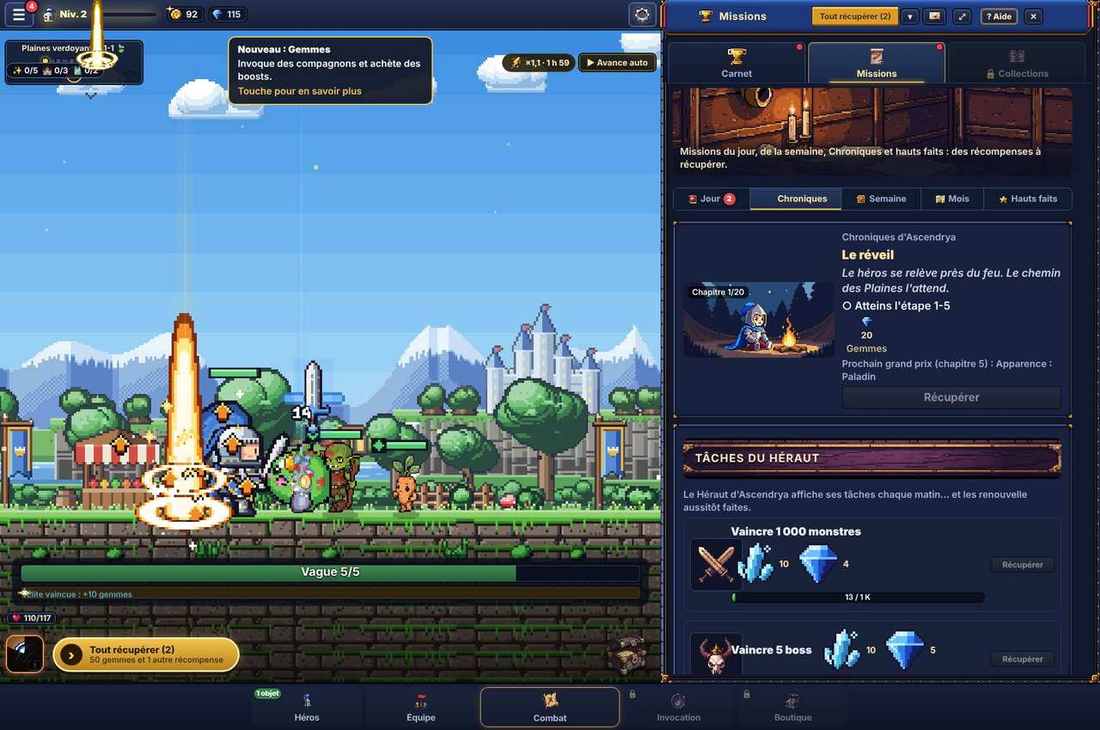 4
Niv. 2
92
115
Plaines verdoyan
1-1
0/5
0/3
0/2
Nouveau : Gemmes
Invoque des compagnons et achète des
boosts.
Touche pour en savoir plus
×1,1 · 1 h 59
Avance auto
14
Vague 5/5
Élite vaincue : +10 gemmes
110/117
Tout récupérer (2)
50 gemmes et 1 autre récompense
1 objet
Héros
Équipe
Combat
Invocation
Boutique
Missions
Tout récupérer (2)
? Aide
Carnet
Missions
Collections
Missions du jour, de la semaine, Chroniques et hauts faits : des récompenses à
récupérer.
Jour 2
Chroniques
Semaine
Mois
Hauts faits
Chroniques d'Ascendrya
Le réveil
Le héros se relève près du feu. Le chemin
des Plaines l'attend.
Chapitre 1/20
Atteins l'étape 1-5
20
Gemmes
Prochain grand prix (chapitre 5) : Apparence :
Paladin
Récupérer
TÂCHES DU HÉRAUT
Le Héraut d'Ascendrya affiche ses tâches chaque matin... et les renouvelle
aussitôt faites.
Vaincre 1 000 monstres
10
4
Récupérer
13 / 1 K
Vaincre 5 boss
10
5
Récupérer